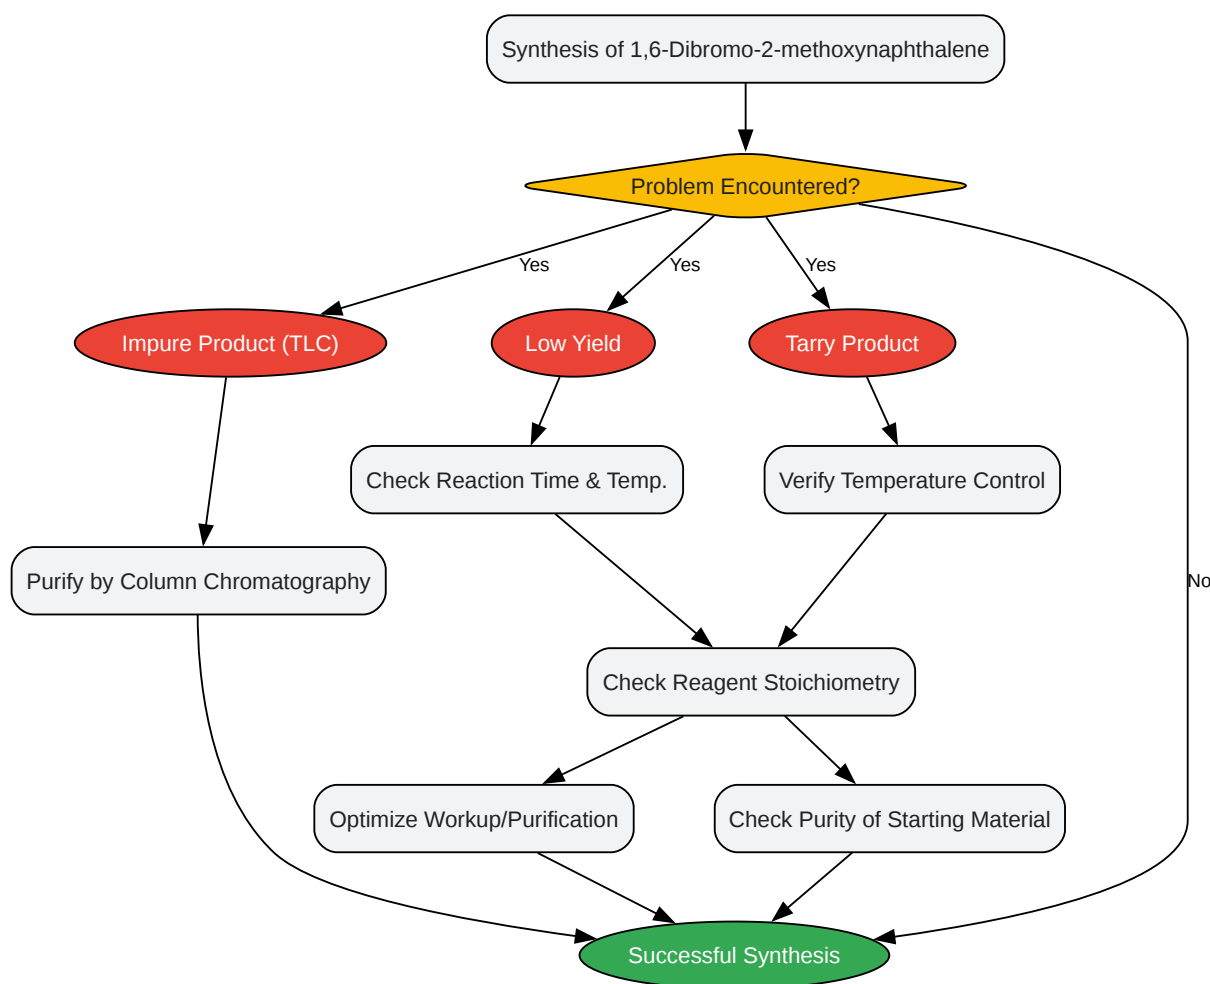 Synthesis of 1,6-Dibromo-2-methoxynaphthalene
Problem Encountered?
Yes
Yes
Yes
Impure Product (TLC)
Low Yield
Tarry Product
Check Reaction Time & Temp.
Verify Temperature Control
Purify by Column Chromatography
No
Check Reagent Stoichiometry
Optimize Workup/Purification
Check Purity of Starting Material
Successful Synthesis